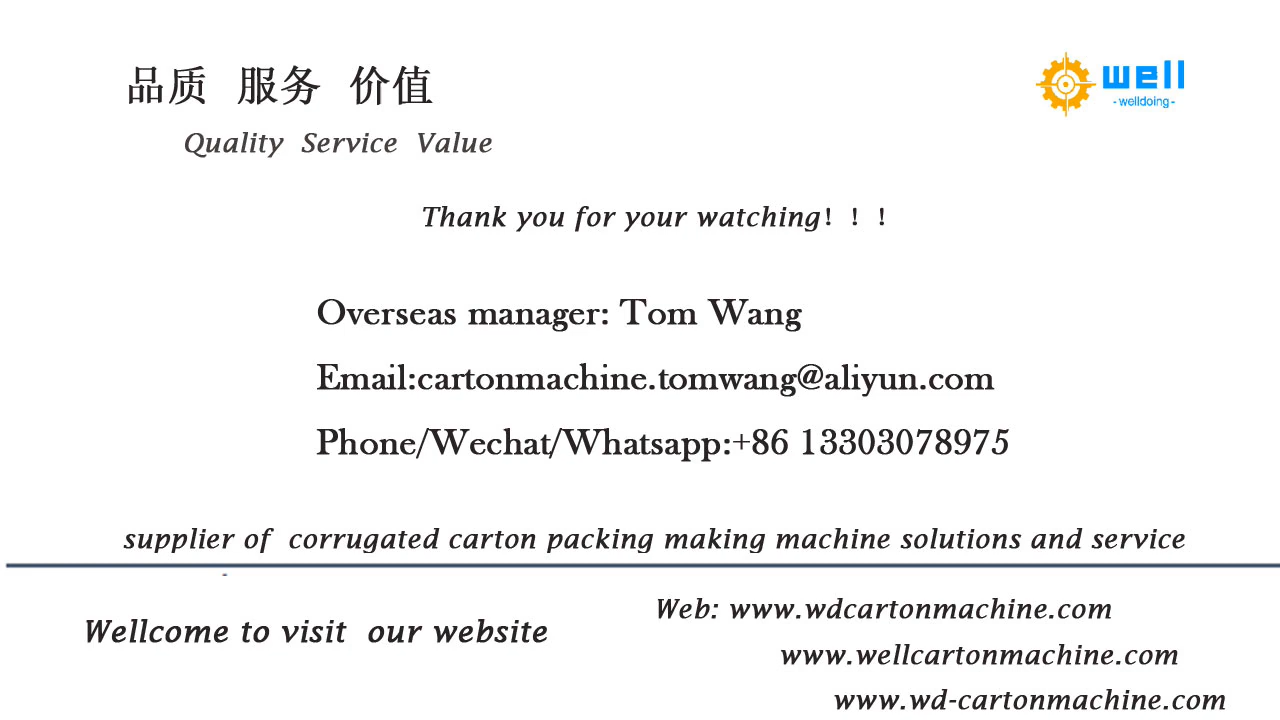 品质 服务 价值
well
-welldoing-
Quality Service Value
Thank you for your watching！！！
Overseas manager: Tom Wang
Email:cartonmachine.tomwang@aliyun.com
Phone/Wechat/Whatsapp:+86 13303078975
supplier of corrugated carton packing making machine solutions and service
Wellcome to visit our website
Web: www.wdcartonmachine.com
www.wellcartonmachine.com
www.wd-cartonmachine.com